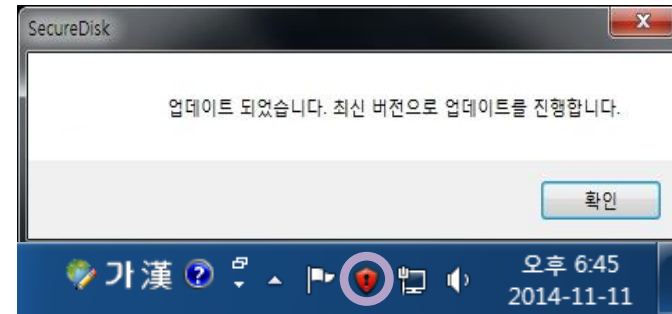 SecureDisk
업데이트 되었습니다. 최신 버전으로 업데이트를 진행합니다.
확인
가 漢
오후 6:45
2014-11-11